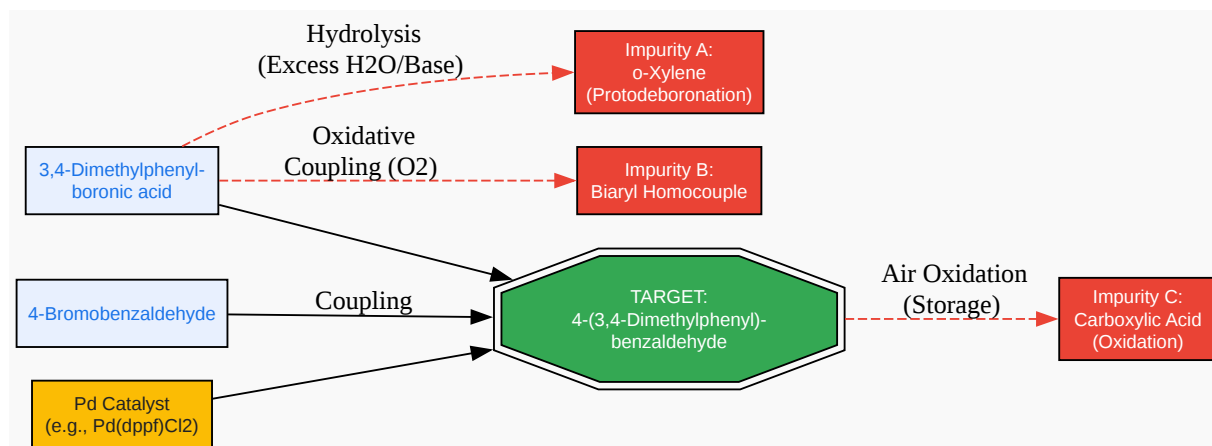 Hydrolysis
(Excess H2O/Base)
Impurity A:
o-Xylene
(Protodeboronation)
Oxidative
Coupling (O2)
3,4-Dimethylphenyl-
boronic acid
Impurity B:
Biaryl Homocouple
4-Bromobenzaldehyde
Coupling
TARGET:
4-(3,4-Dimethylphenyl)-
benzaldehyde
Air Oxidation
(Storage)
Impurity C:
Carboxylic Acid
(Oxidation)
Pd Catalyst
(e.g., Pd(dppf)Cl2)